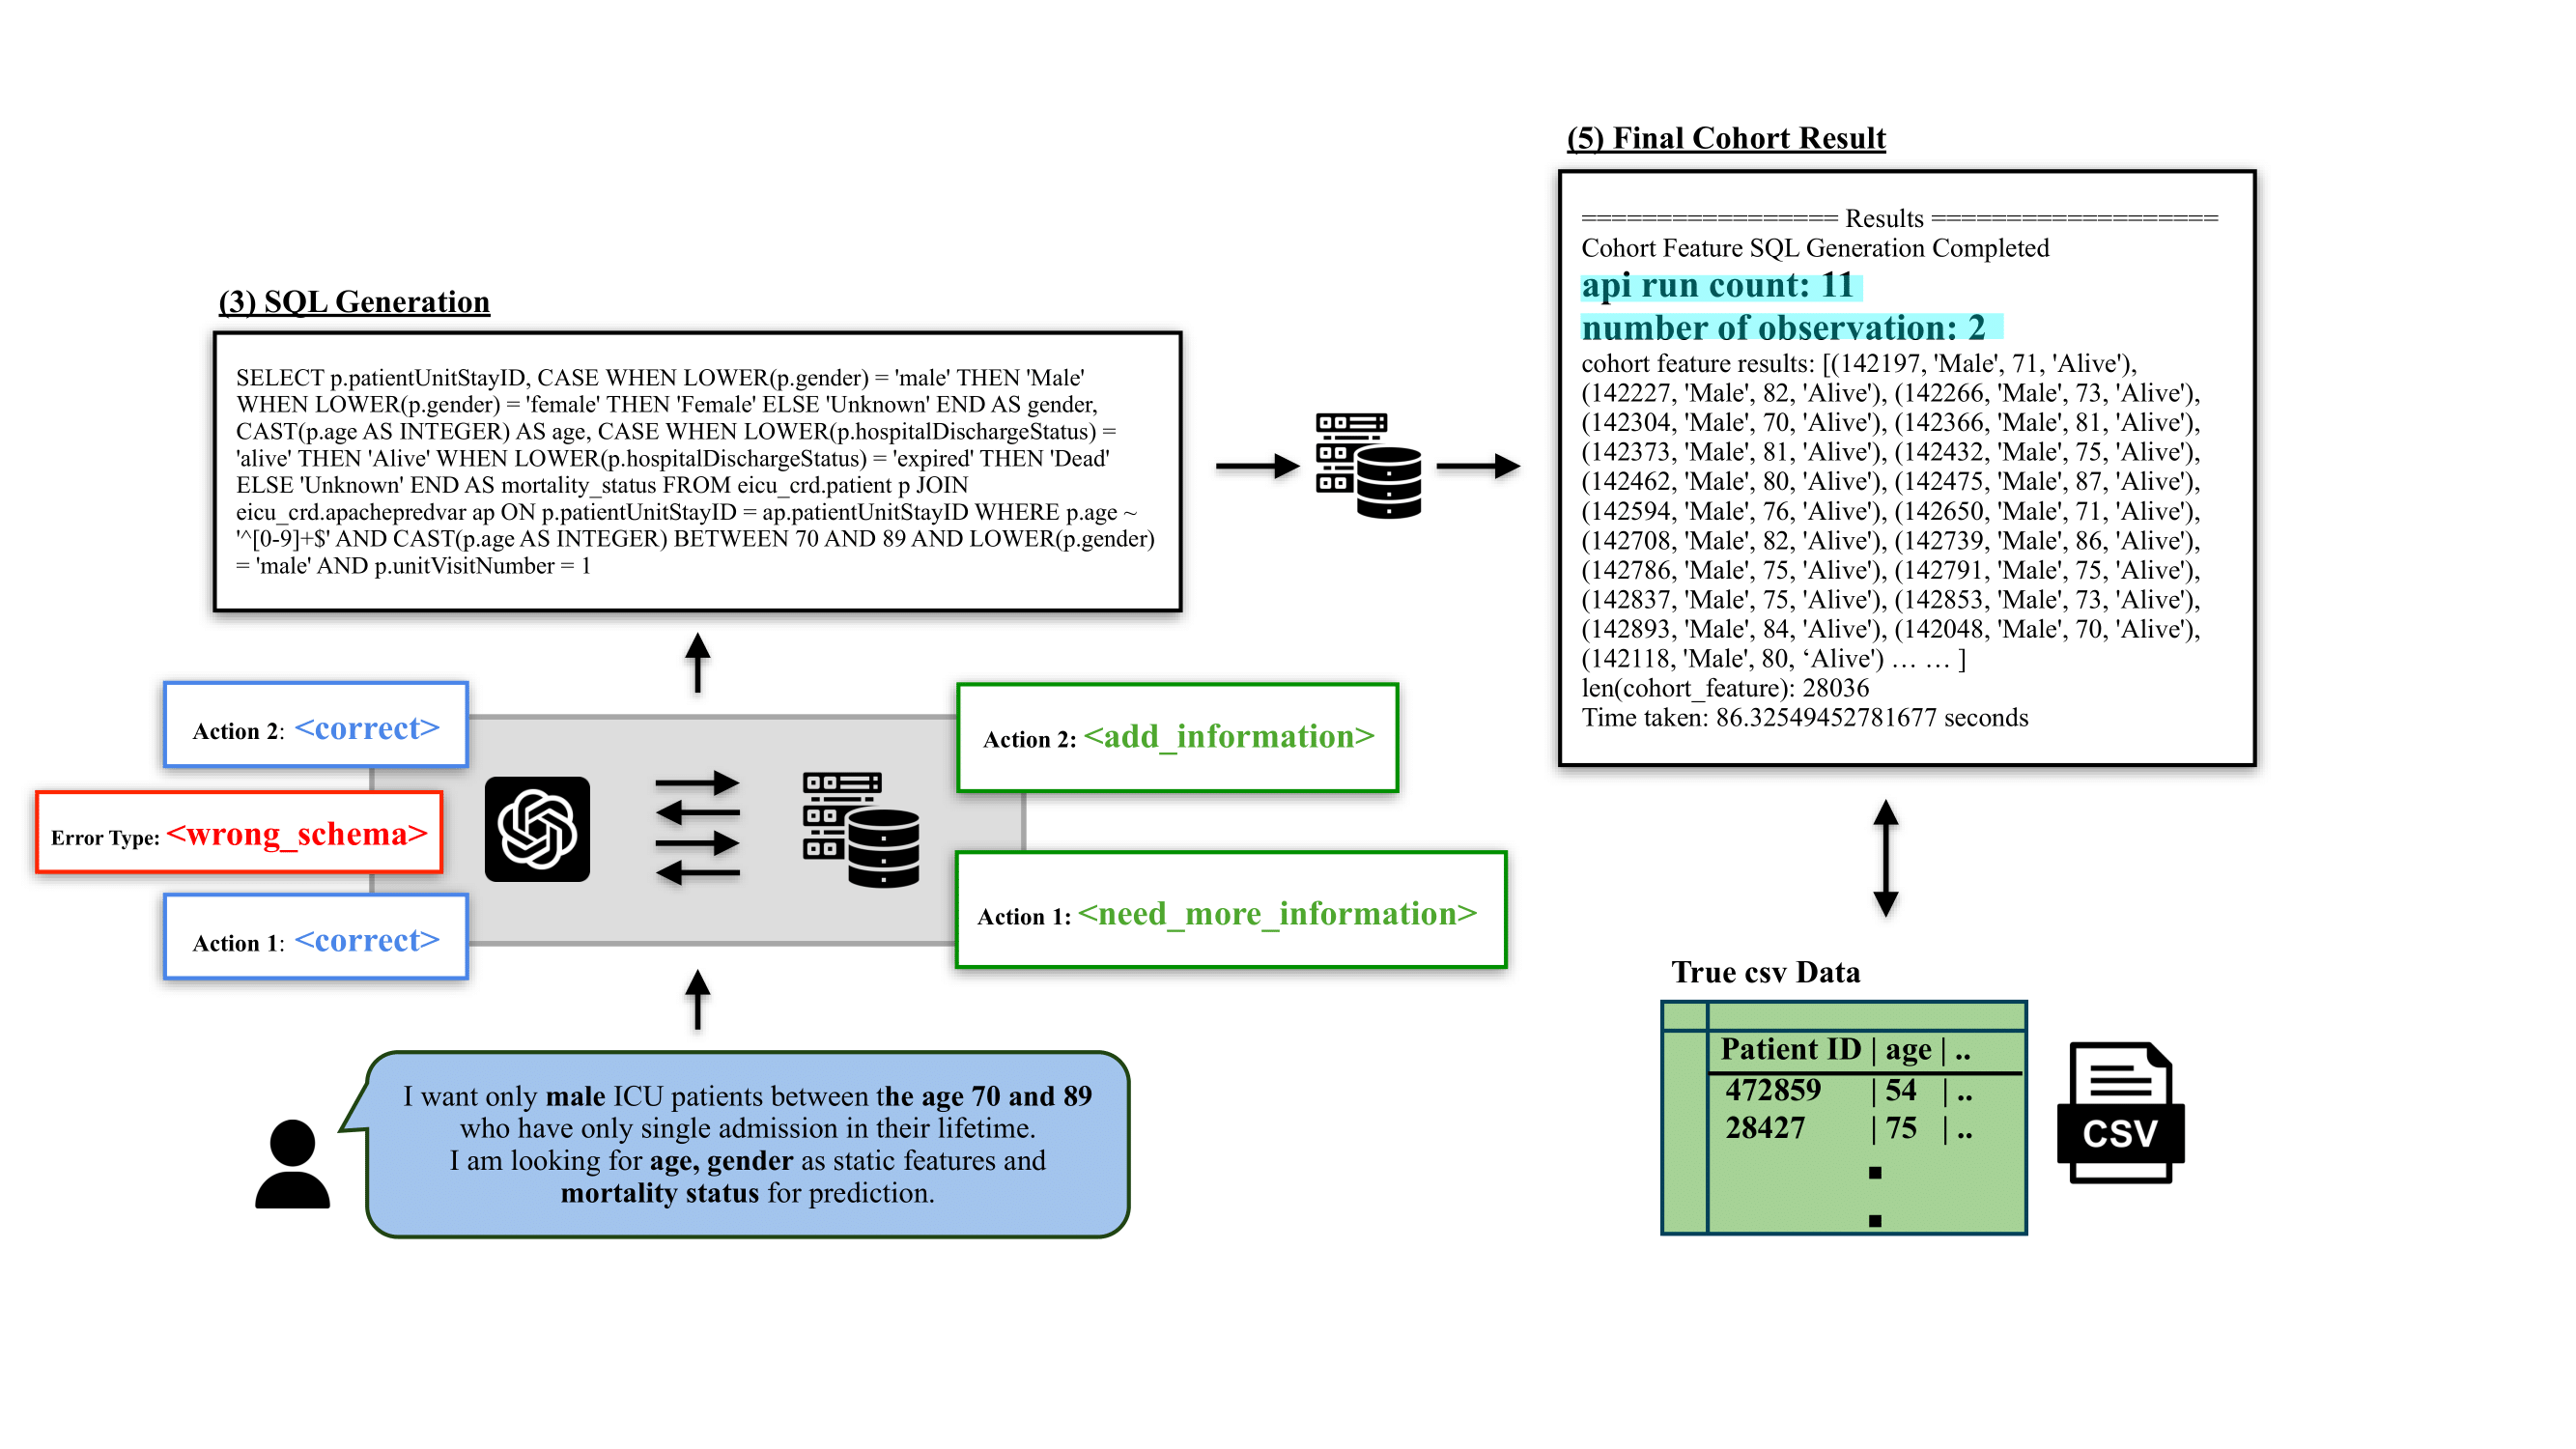 (5) Final Cohort Result
================= Results ===================
Cohort Feature SQL Generation Completed
api run count: 11
number of observation: 2
cohort feature results: [(142197, 'Male', 71, 'Alive'),
(142227, 'Male', 82, 'Alive'), (142266, 'Male', 73, 'Alive'),
(142304, 'Male', 70, 'Alive'), (142366, 'Male', 81, 'Alive'),
(142373, 'Male', 81, 'Alive'), (142432, 'Male', 75, 'Alive'),
(142462, 'Male', 80, 'Alive'), (142475, 'Male', 87, 'Alive'),
(142594, 'Male', 76, 'Alive'), (142650, 'Male', 71, 'Alive'),
(142708, 'Male', 82, 'Alive'), (142739, 'Male', 86, 'Alive'),
(142786, 'Male', 75, 'Alive'), (142791, 'Male', 75, 'Alive'),
(142837, 'Male', 75, 'Alive'), (142853, 'Male', 73, 'Alive'),
(142893, 'Male', 84, 'Alive'), (142048, 'Male', 70, 'Alive'),
(142118, 'Male', 80, ‘Alive') … … ]
len(cohort_feature): 28036
Time taken: 86.32549452781677 seconds
(3) SQL Generation
SELECT p.patientUnitStayID, CASE WHEN LOWER(p.gender) = 'male' THEN 'Male'
WHEN LOWER(p.gender) = 'female' THEN 'Female' ELSE 'Unknown' END AS gender,
CAST(p.age AS INTEGER) AS age, CASE WHEN LOWER(p.hospitalDischargeStatus) =
'alive' THEN 'Alive' WHEN LOWER(p.hospitalDischargeStatus) = 'expired' THEN 'Dead'
ELSE 'Unknown' END AS mortality_status FROM eicu_crd.patient p JOIN
eicu_crd.apachepredvar ap ON p.patientUnitStayID = ap.patientUnitStayID WHERE p.age ~
'^[0-9]+$' AND CAST(p.age AS INTEGER) BETWEEN 70 AND 89 AND LOWER(p.gender)
= 'male' AND p.unitVisitNumber = 1
Action 2: <correct>
Error Type: <wrong_schema>
Action 1: <correct>
Action 2: <add_information>
Action 1: <need_more_information>
I want only male ICU patients between the age 70 and 89
who have only single admission in their lifetime.
I am looking for age, gender as static features and
mortality status for prediction.
True csv Data
Patient ID | age | ..
472859 | 54 | ..
28427 | 75 | ..
CSV